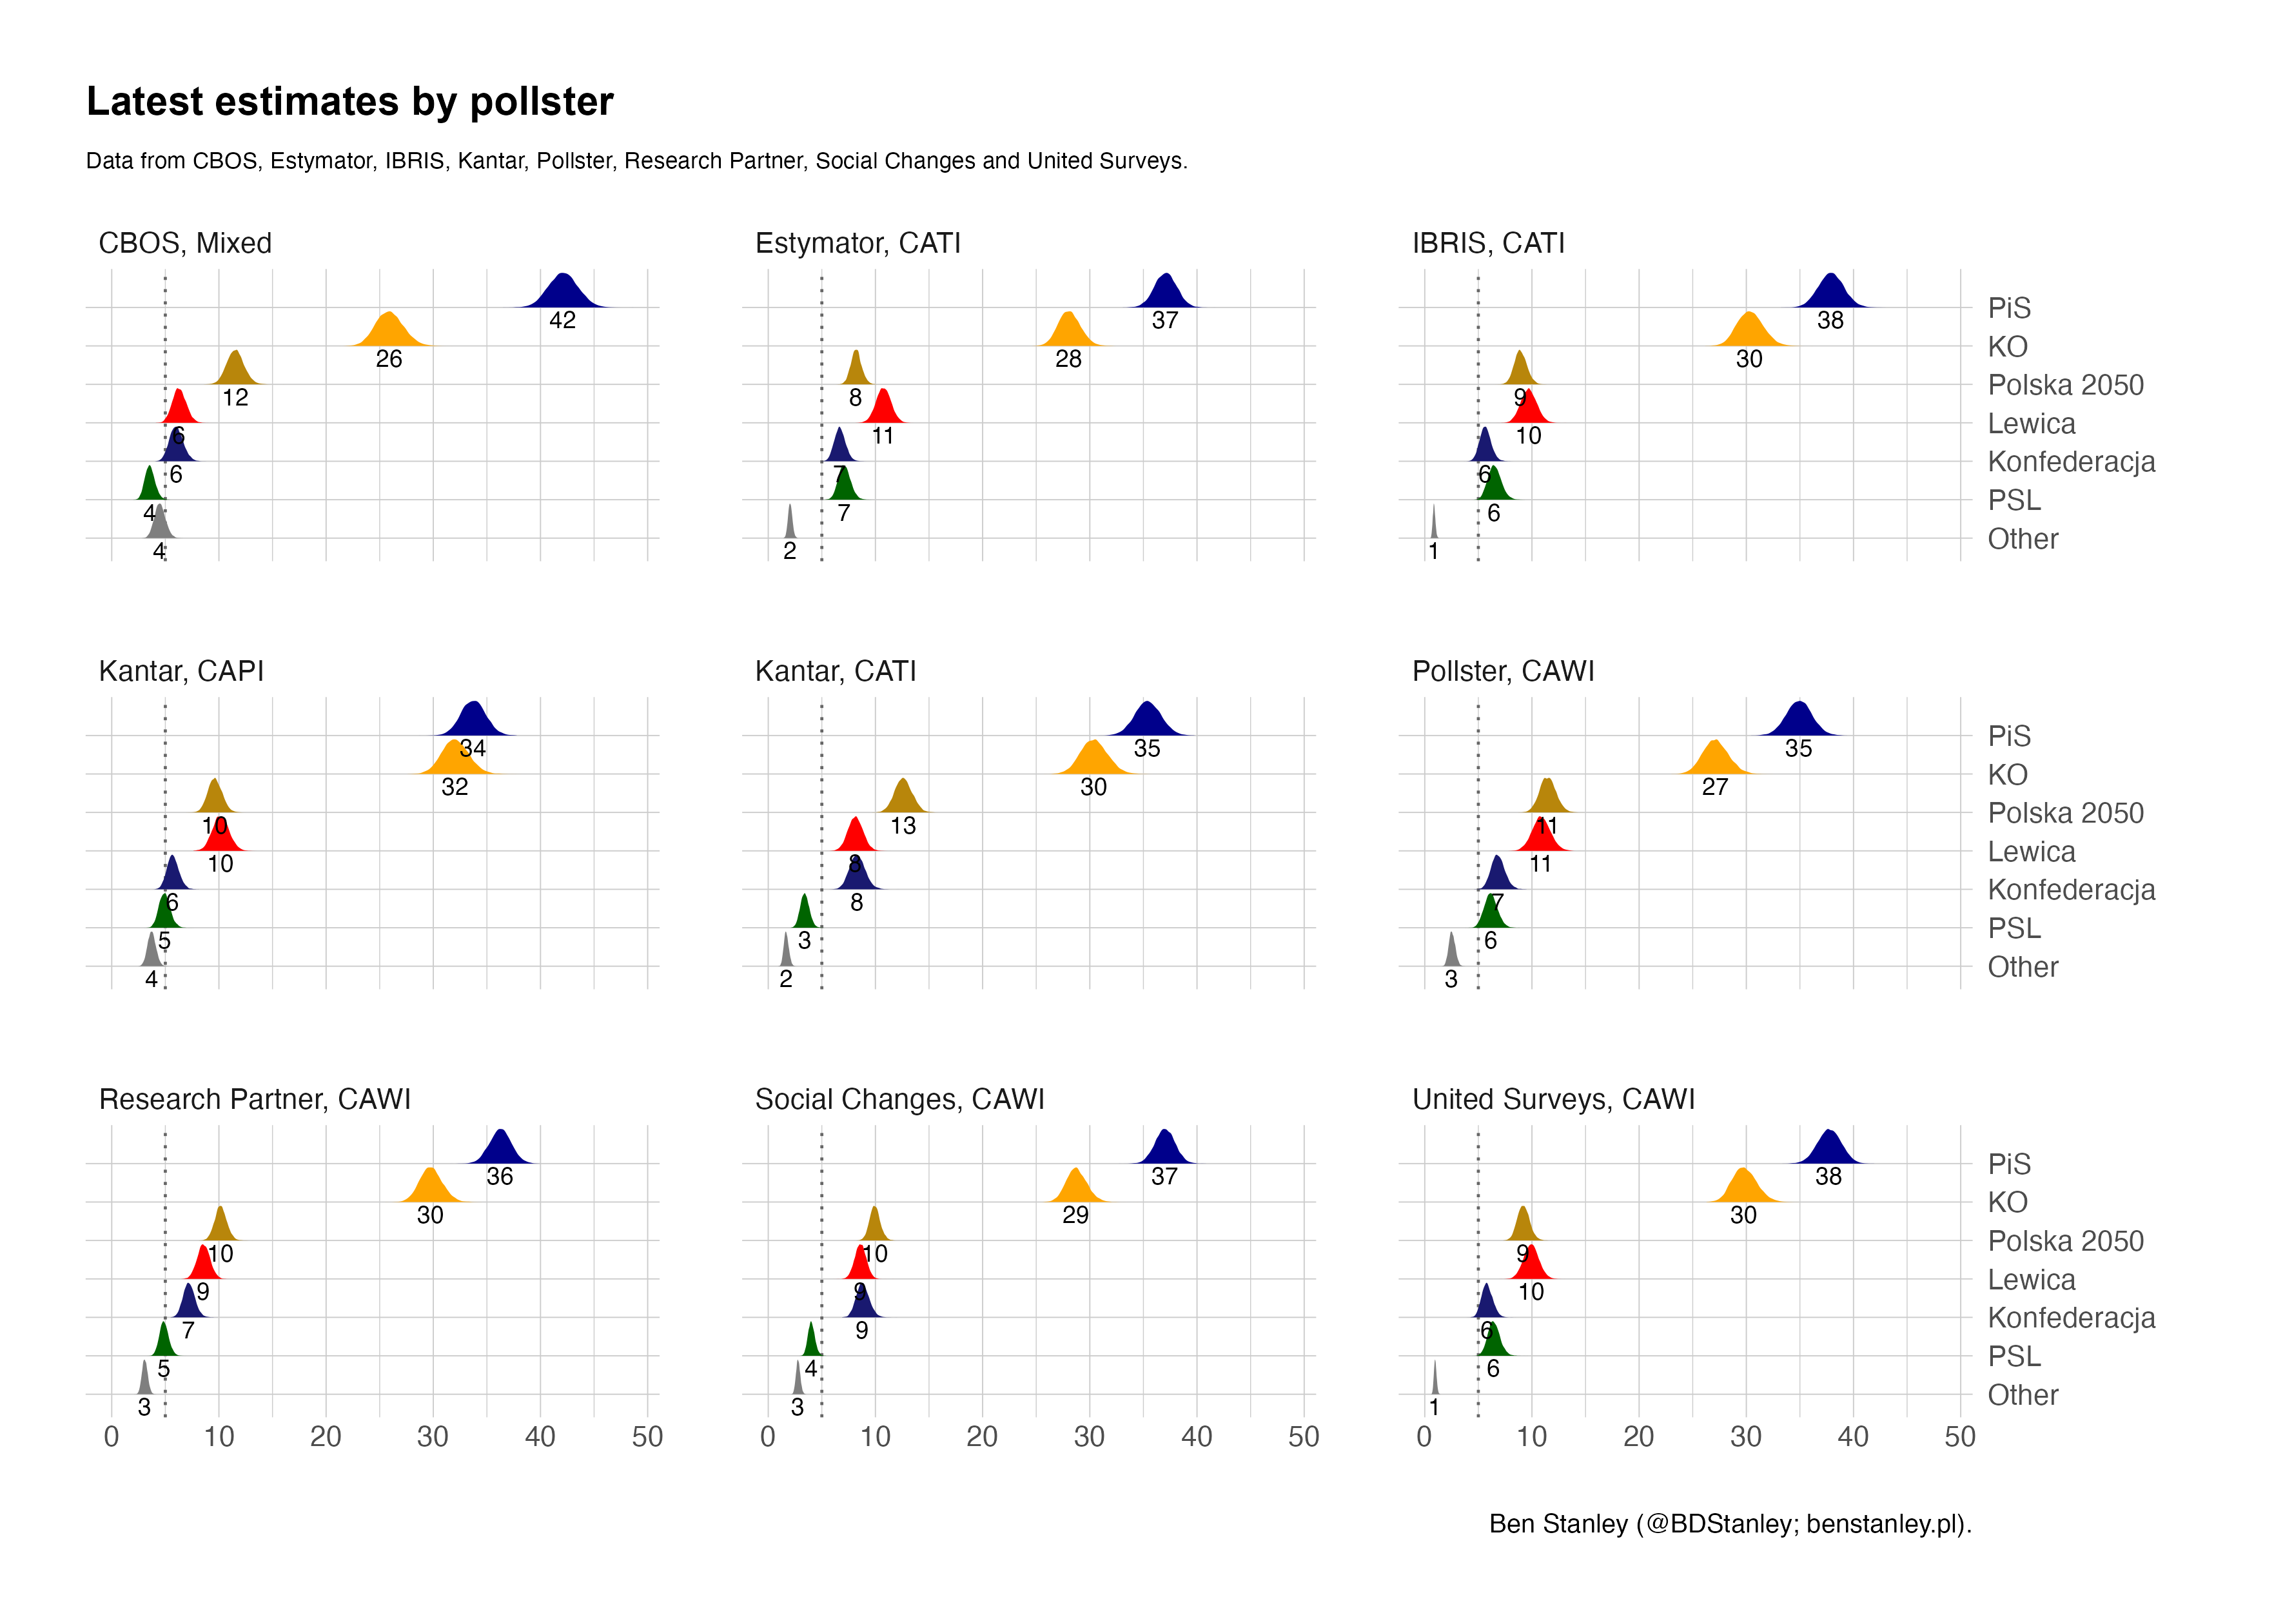 Latest estimates by pollster
Data from CBOS, Estymator, IBRIS, Kantar, Pollster, Research Partner, Social Changes and United Surveys.
CBOS, Mixed
42
26
12
6
6
4
4
Estymator, CATI
37
28
8
11
7
7
2
IBRIS, CATI
38
30
9
10
6
6
1
PiS
KO
Polska 2050
Lewica
Konfederacja
PSL
Other
Kantar, CAPI
34
32
10
10
6
5
4
Kantar, CATI
35
30
13
8
8
3
2
Pollster, CAWI
35
27
11
11
7
6
3
PiS
KO
Polska 2050
Lewica
Konfederacja
PSL
Other
Research Partner, CAWI
36
30
10
9
7
5
3
0 10 20 30 40 50
Social Changes, CAWI
37
29
10
9
9
4
3
0 10 20 30 40 50
United Surveys, CAWI
38
30
9
10
6
6
1
0 10 20 30 40 50
PiS
KO
Polska 2050
Lewica
Konfederacja
PSL
Other
Ben Stanley (@BDStanley; benstanley.pl).